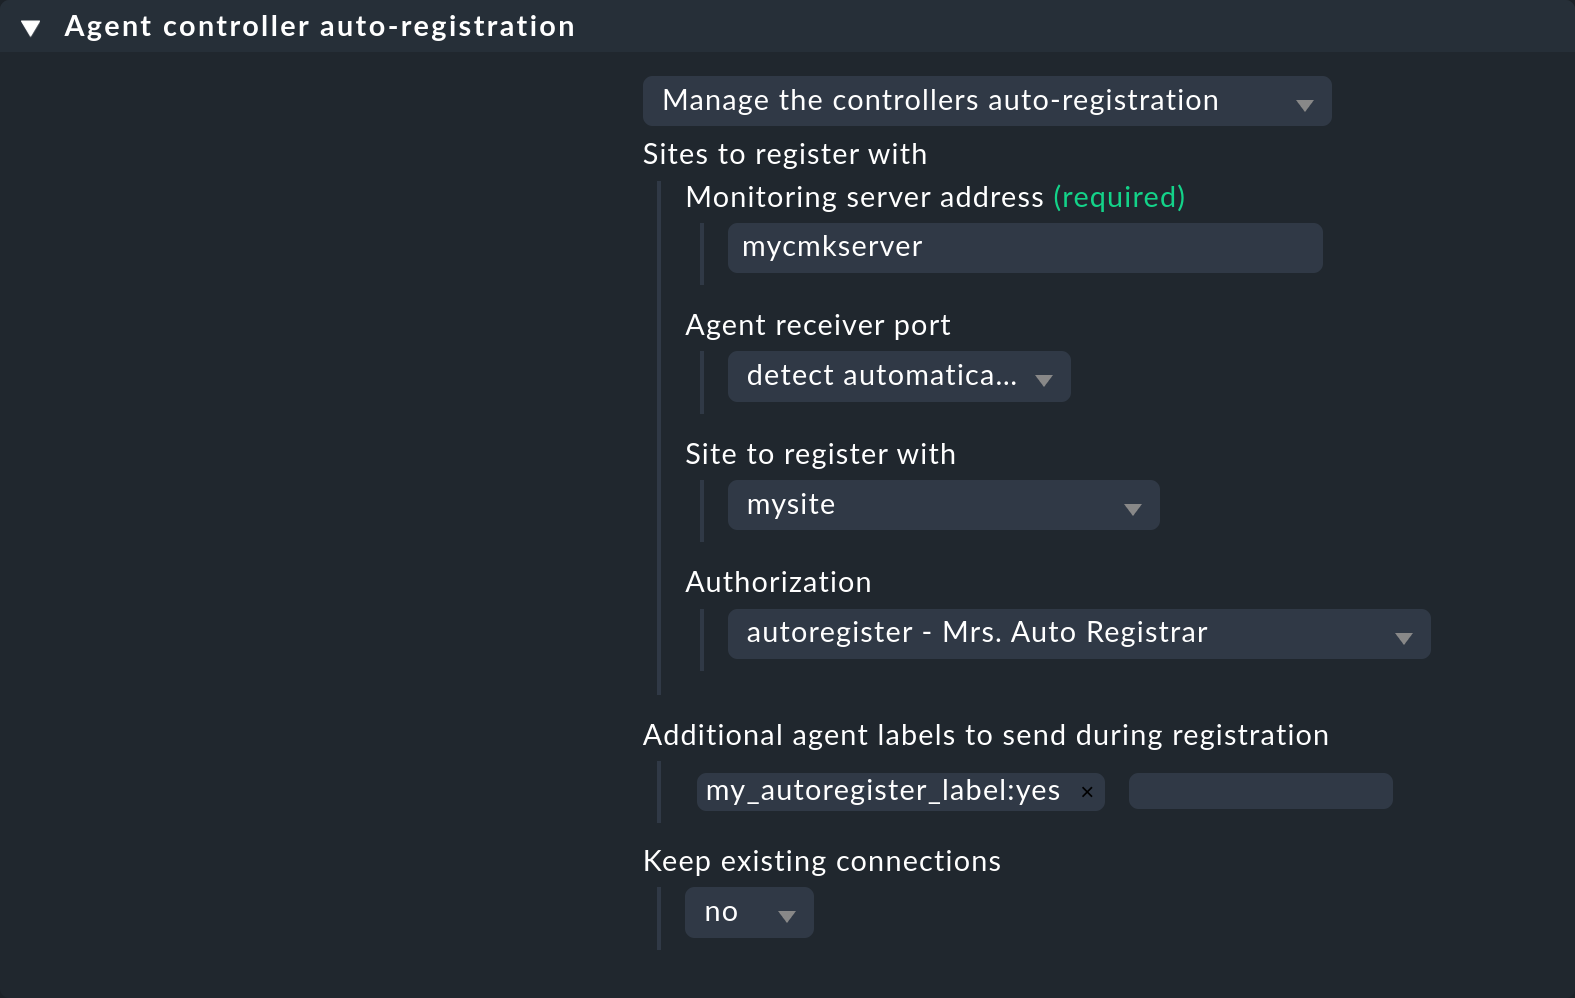 Agent controller auto-registration
Manage the controllers auto-registration
Sites to register with
Monitoring server address (required)
mycmkserver
Agent receiver port
detect automatica...
Site to register with
mysite
Authorization
autoregister - Mrs. Auto Registrar
Additional agent labels to send during registration
my_autoregister_label:yes ×
Keep existing connections
no